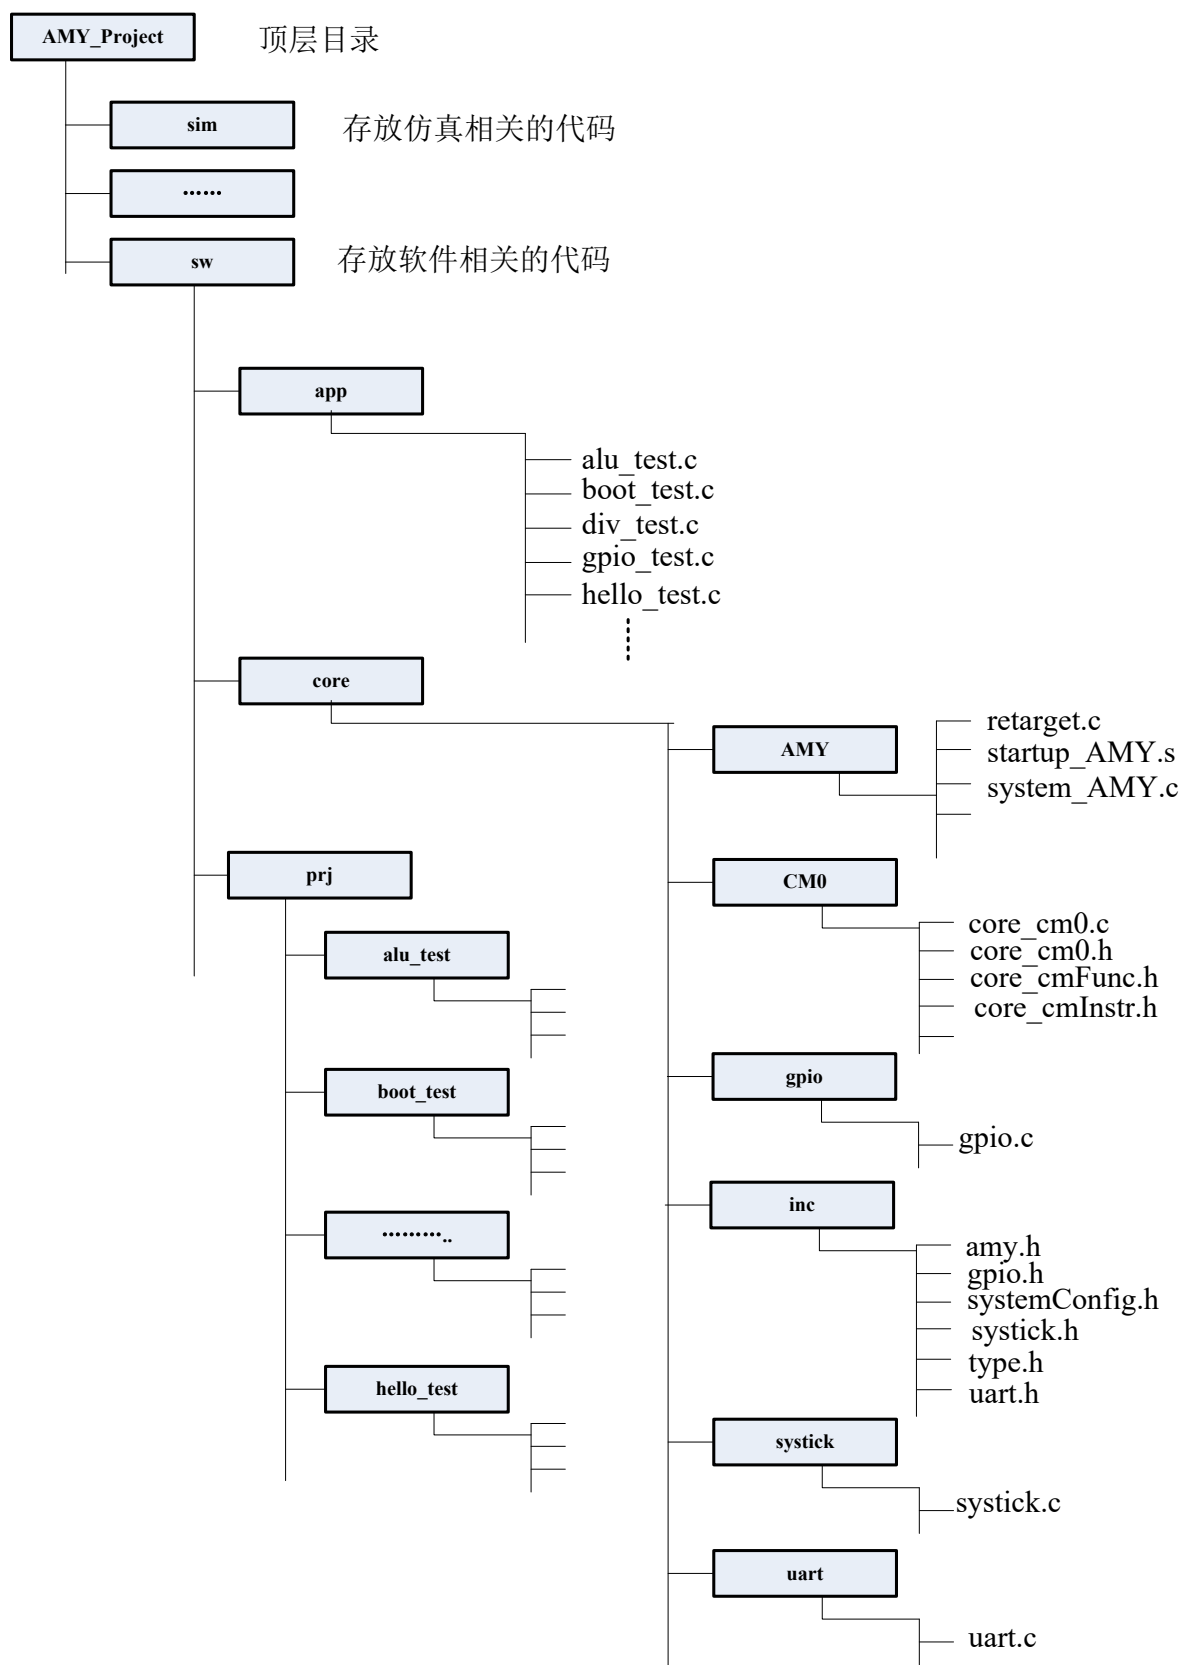 AMY_Project
顶层目录
sim
存放仿真相关的代码
……
sw
存放软件相关的代码
app
alu_test.c
boot_test.c
div_test.c
gpio_test.c
hello_test.c
core
AMY
retarget.c
startup_AMY.s
system_AMY.c
CM0
core_cm0.c
core_cm0.h
core_cmFunc.h
core_cmInstr.h
gpio
gpio.c
inc
amy.h
gpio.h
systemConfig.h
systick.h
type.h
uart.h
systick
systick.c
uart
uart.c
prj
alu_test
boot_test
………..
hello_test